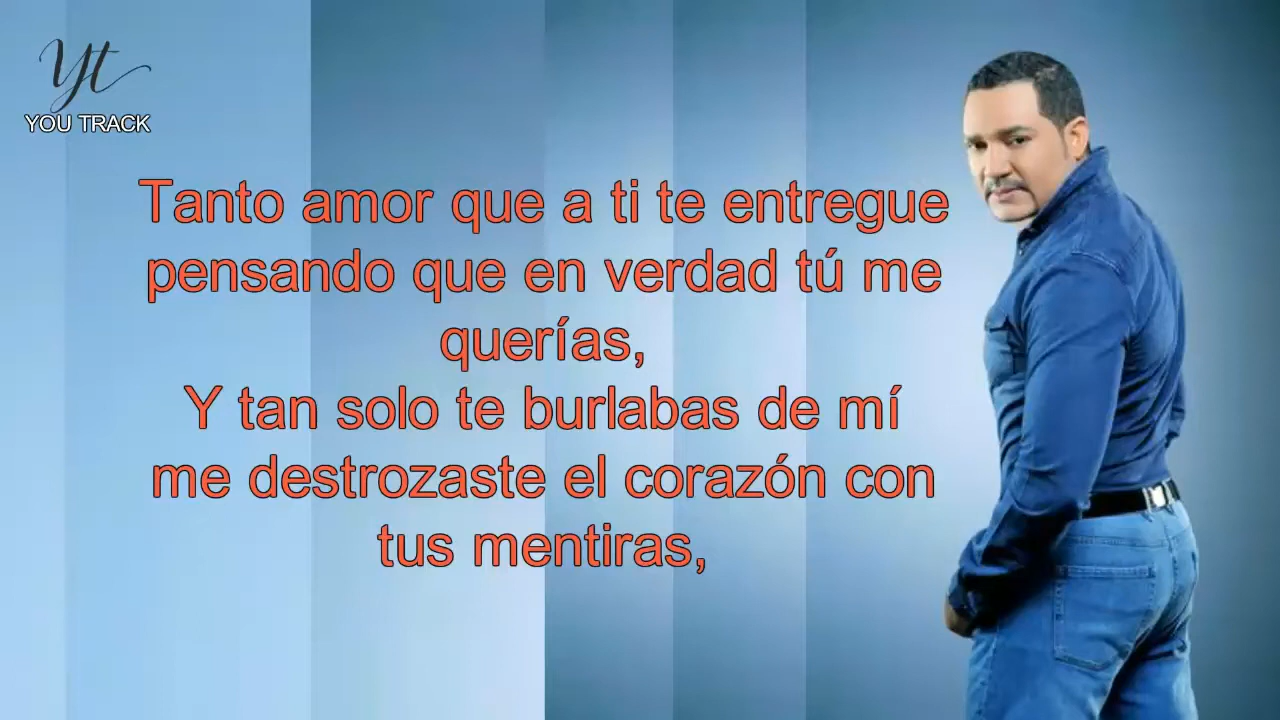 Yt
YOU TRACK
Tanto amor que a ti te entregue
pensando que en verdad tú me
querías,
Y tan solo te burlabas de mí
me destrozaste el corazón con
tus mentiras,